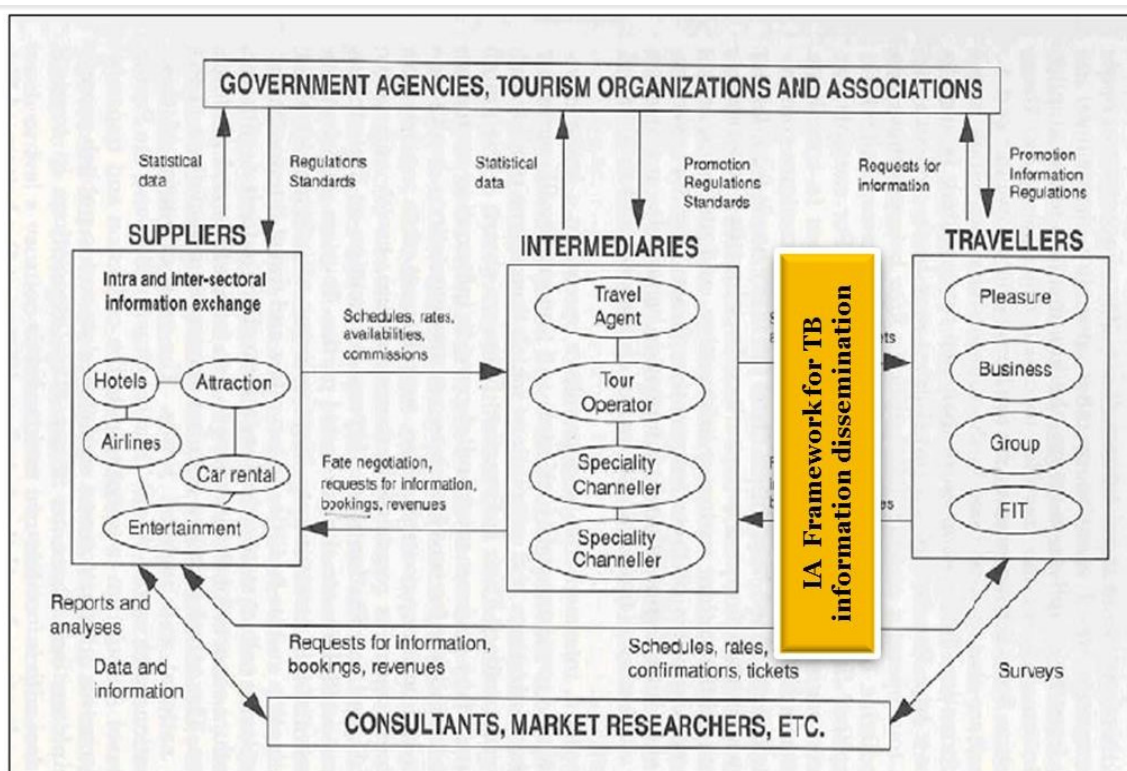 GOVERNMENT AGENCIES, TOURISM ORGANIZATIONS AND ASSOCIATIONS
Statistical
data
Regulations
Standards
Statistical
data
Promotion
Regulations
Standards
Requests for
information
Promotion
Information
Regulations
SUPPLIERS
Intra and inter-sectoral
information exchange
Hotels
Attraction
Airlines
Car rental
Entertainment
Schedules, rates,
availabilities,
commissions
Fate negotiation,
requests for information,
bookings, revenues
INTERMEDIARIES
Travel
Agent
Tour
Operator
Speciality
Channeller
Speciality
Channeller
IA Framework for TB
information dissemination
TRAVELLERS
Pleasure
Business
Group
FIT
Reports and
analyses
Data and
information
Requests for information,
bookings, revenues
Schedules, rates,
confirmations, tickets
Surveys
CONSULTANTS, MARKET RESEARCHERS, ETC.